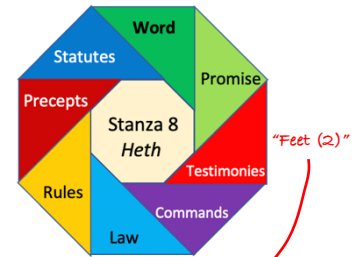 Word
Statutes
Promise
Precepts
Stanza 8
Heth
"Feet (2)"
Testimonies
Rules
Commands
Law